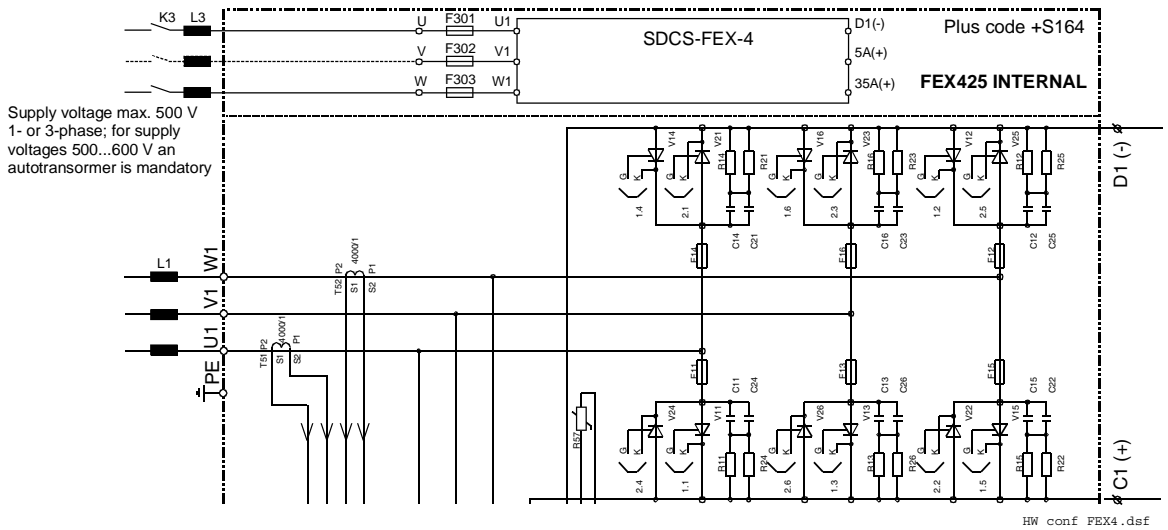 K3 L3
U F301 U1
D1(-)
Plus code +S164
SDCS-FEX-4
V F302 V1
5A(+)
W F303 W1
35A(+)
FEX425 INTERNAL
Supply voltage max. 500 V
1- or 3-phase; for supply
voltages 500...600 V an
autotransormer is mandatory
V14 V21 V16 V23 V12 V25
R14 R21 R16 R23 R12 R25
G K G K G K G K G K G K
1.4 2.1 1.6 2.3 1.2 2.5
C14 C21 C16 C23 C12 C25
D1 (-)
F14 F16 F12
L1 W1
T52 P2 4000/1 P1
S1 S2
V1
U1
T51 P2 4000/1 P1
S1 S2
PE
F11 F13 F15
C11 C24 C13 C26 C15 C22
V24 V11 V26 V13 V22 V15
R57
G K G K G K G K G K G K
R11 R24 R13 R26 R15 R22
2.4 1.1 2.6 1.3 2.2 1.5
C1 (+)
HW conf FEX4.dsf